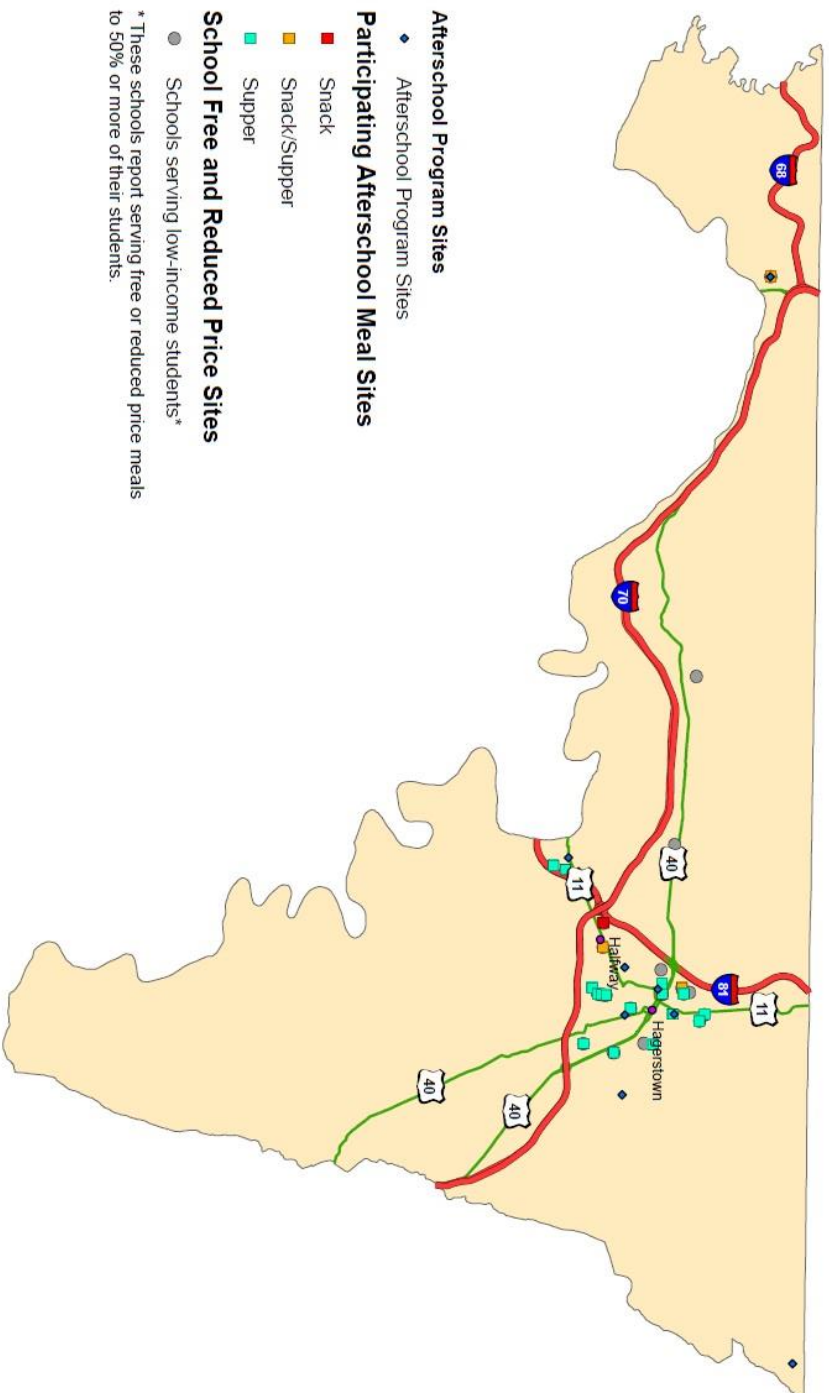 Afterschool Program Sites
Afterschool Program Sites
Participating Afterschool Meal Sites
Snack
Snack/Supper
Supper
School Free and Reduced Price Sites
Schools serving low-income students*
* These schools report serving free or reduced price meals
to 50% or more of their students.
68
70
40
11
Halfway
81
11
Hagerstown
40
40